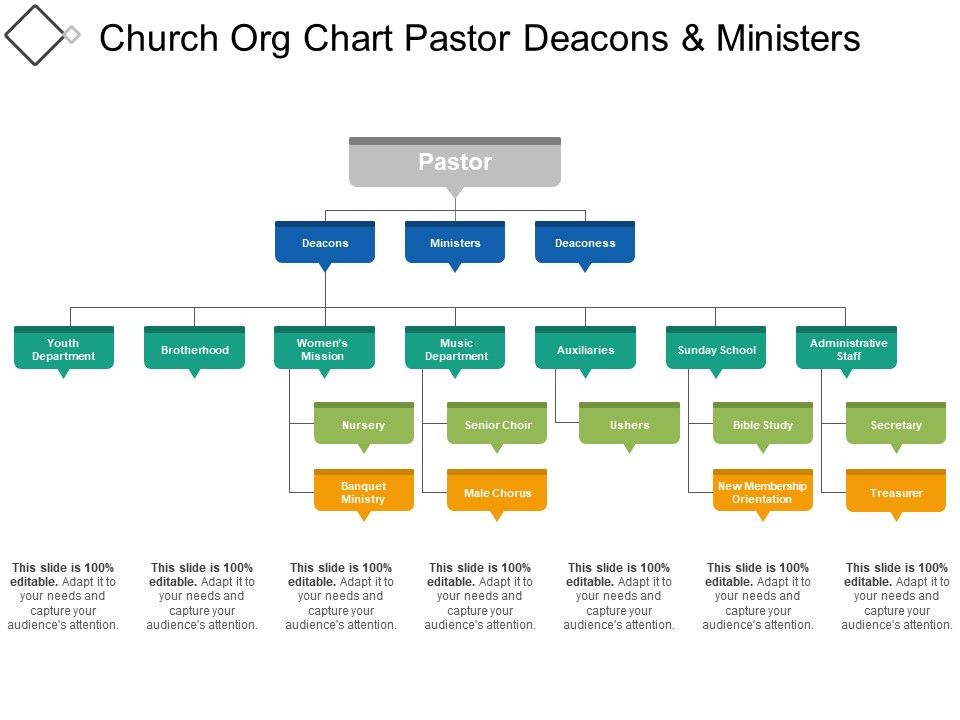 Church Org Chart Pastor Deacons & Ministers
Pastor
Deacons
Ministers
Deaconess
Youth
Department
Brotherhood
Women's
Mission
Music
Department
Auxiliaries
Sunday School
Administrative
Staff
Nursery
Senior Choir
Ushers
Bible Study
Secretary
Banquet
Ministry
Male Chorus
New Membership
Orientation
Treasurer
This slide is 100%
editable. Adapt it to
your needs and
capture your
audience's attention.
This slide is 100%
editable. Adapt it to
your needs and
capture your
audience's attention.
This slide is 100%
editable. Adapt it to
your needs and
capture your
audience's attention.
This slide is 100%
editable. Adapt it to
your needs and
capture your
audience's attention.
This slide is 100%
editable. Adapt it to
your needs and
capture your
audience's attention.
This slide is 100%
editable. Adapt it to
your needs and
capture your
audience's attention.
This slide is 100%
editable. Adapt it to
your needs and
capture your
audience's attention.